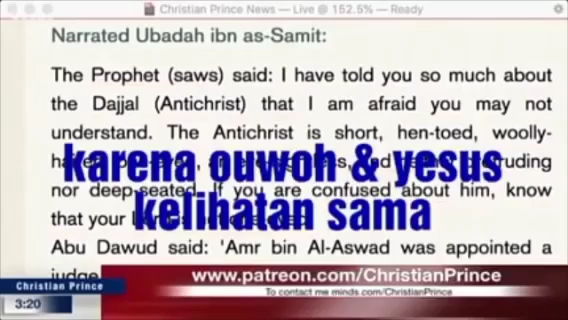 Christian Prince News — Live @ 152.5% — Ready
Narrated Ubadah ibn as-Samit:
The Prophet (saws) said: I have told you so much about
the Dajjal (Antichrist) that I am afraid you may not
understand. The Antichrist is short, hen-toed, woolly-
protruding
karena ouwoh & yesus
nor deep-seated. If you are confused about him, know
that your
kelihatan sama
Abu Dawud said: 'Amr bin Al-Aswad was appointed a
judge
www.patreon.com/ChristianPrince
Christian Prince
To contact me minds.com/ChristianPrince
3:20